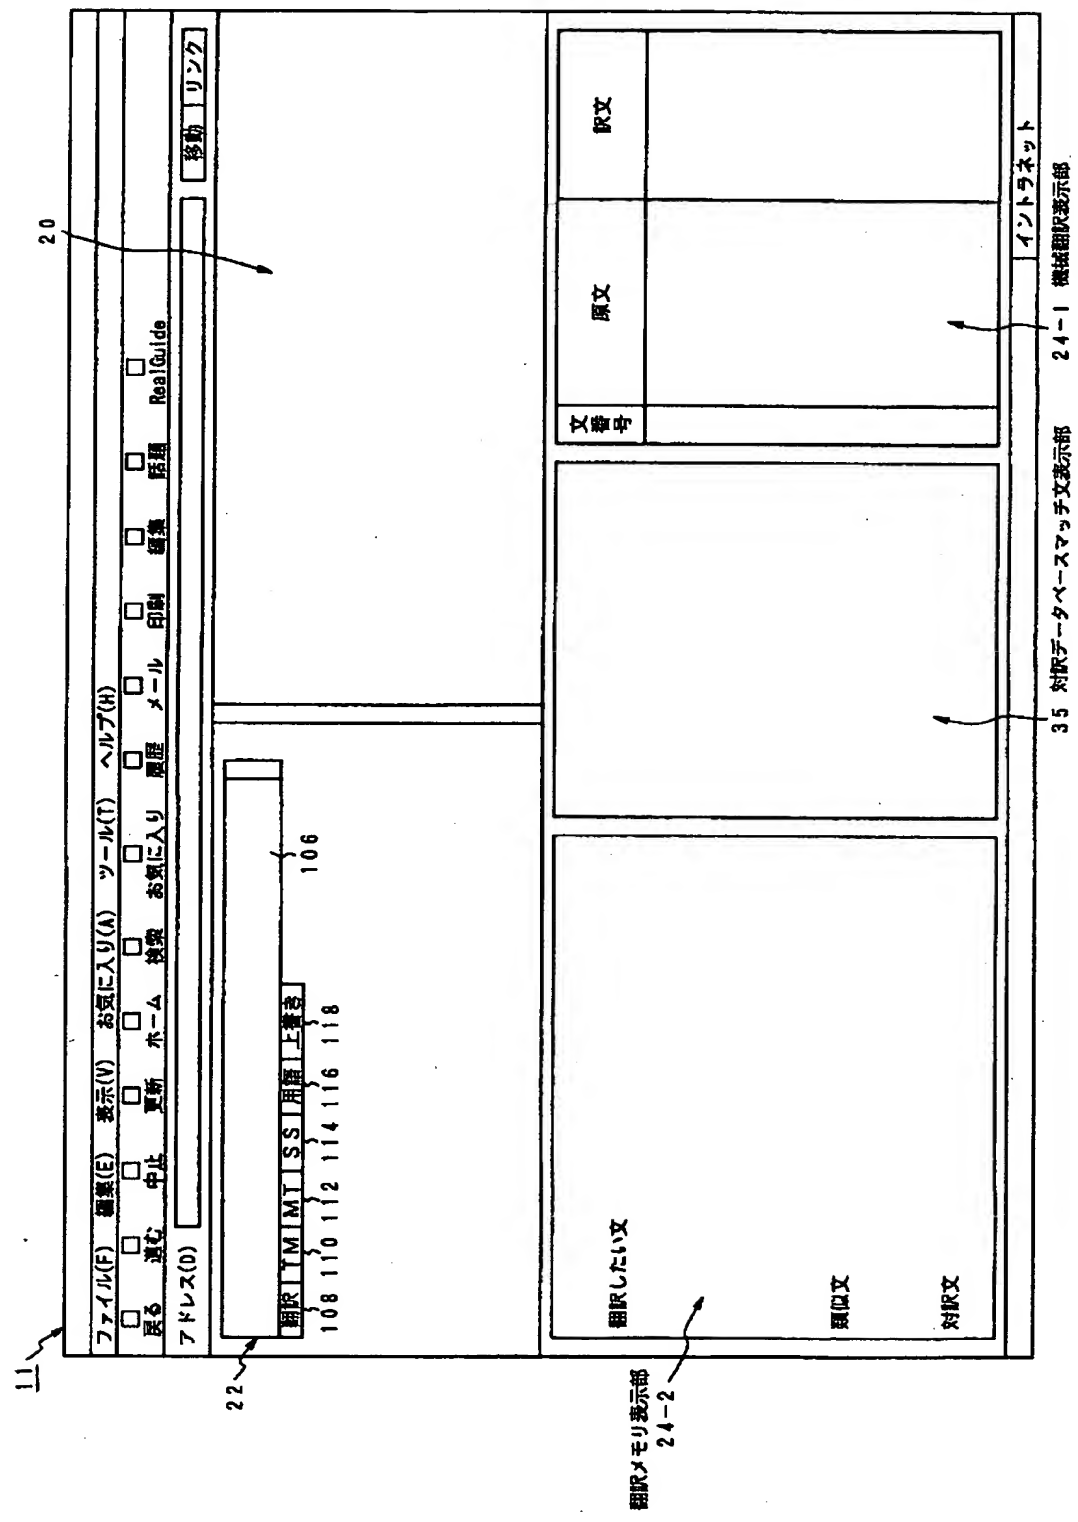 11
ファイル(F) 編集(E) 表示(V) お気に入り(A) ツール(T) ヘルプ(H)
戻る 進む 中止 更新 ホーム 検索 お気に入り 履歴 メール 印刷 編集 話題 RealGuide
アドレス(D) 移動 リンク
20
22
106
翻訳 TM MT SS 用語 上書き
108 110 112 114 116 118
翻訳メモリ表示部
24-2
翻訳したい文
類似文
対訳文
文番号 原文 訳文
イントラネット
35 対訳データベースマッチ文表示部
24-1 機械翻訳表示部